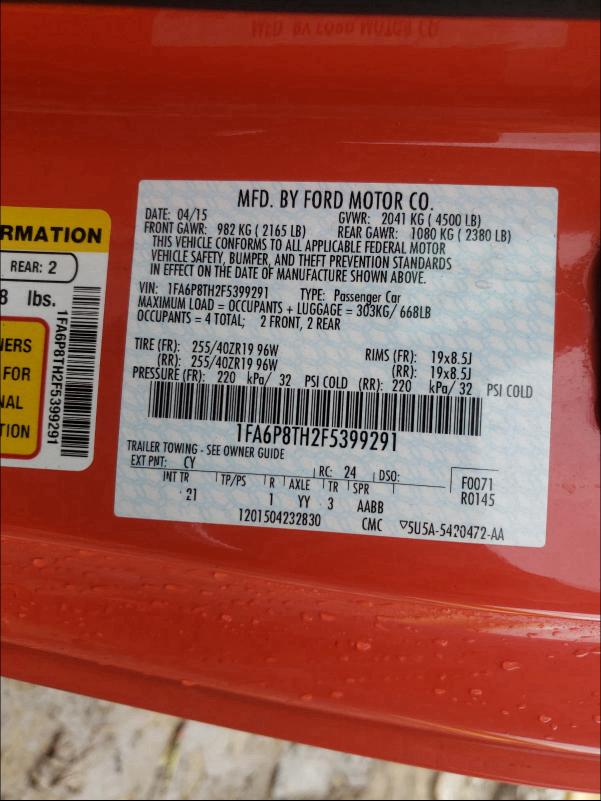 MFD. BY FORD MOTOR CO.
DATE: 04/15 GVWR: 2041 KG ( 4500 LB)
FRONT GAWR: 982 KG ( 2165 LB) REAR GAWR: 1080 KG ( 2380 LB)
THIS VEHICLE CONFORMS TO ALL APPLICABLE FEDERAL MOTOR
VEHICLE SAFETY, BUMPER, AND THEFT PREVENTION STANDARDS
IN EFFECT ON THE DATE OF MANUFACTURE SHOWN ABOVE.
VIN: 1FA6P8TH2F5399291 TYPE: Passenger Car
MAXIMUM LOAD = OCCUPANTS + LUGGAGE = 303KG/ 668LB
OCCUPANTS = 4 TOTAL; 2 FRONT, 2 REAR
TIRE (FR): 255/40ZR19 96W RIMS (FR): 19x8.5J
(RR): 255/40ZR19 96W (RR): 19x8.5J
PRESSURE (FR): 220 kPa/ 32 PSI COLD (RR): 220 kPa/ 32 PSI COLD
1FA6P8TH2F5399291
TRAILER TOWING - SEE OWNER GUIDE
EXT PNT: CY RC: 24 DSO: F0071
INT TR TP/PS R AXLE TR SPR R0145
21 1 YY 3 AABB
1201504232830 CMC ▽5U5A-5420472-AA
RMATION
REAR: 2
8 lbs.
NERS
FOR
NAL
TION
1FA6P8TH2F5399291